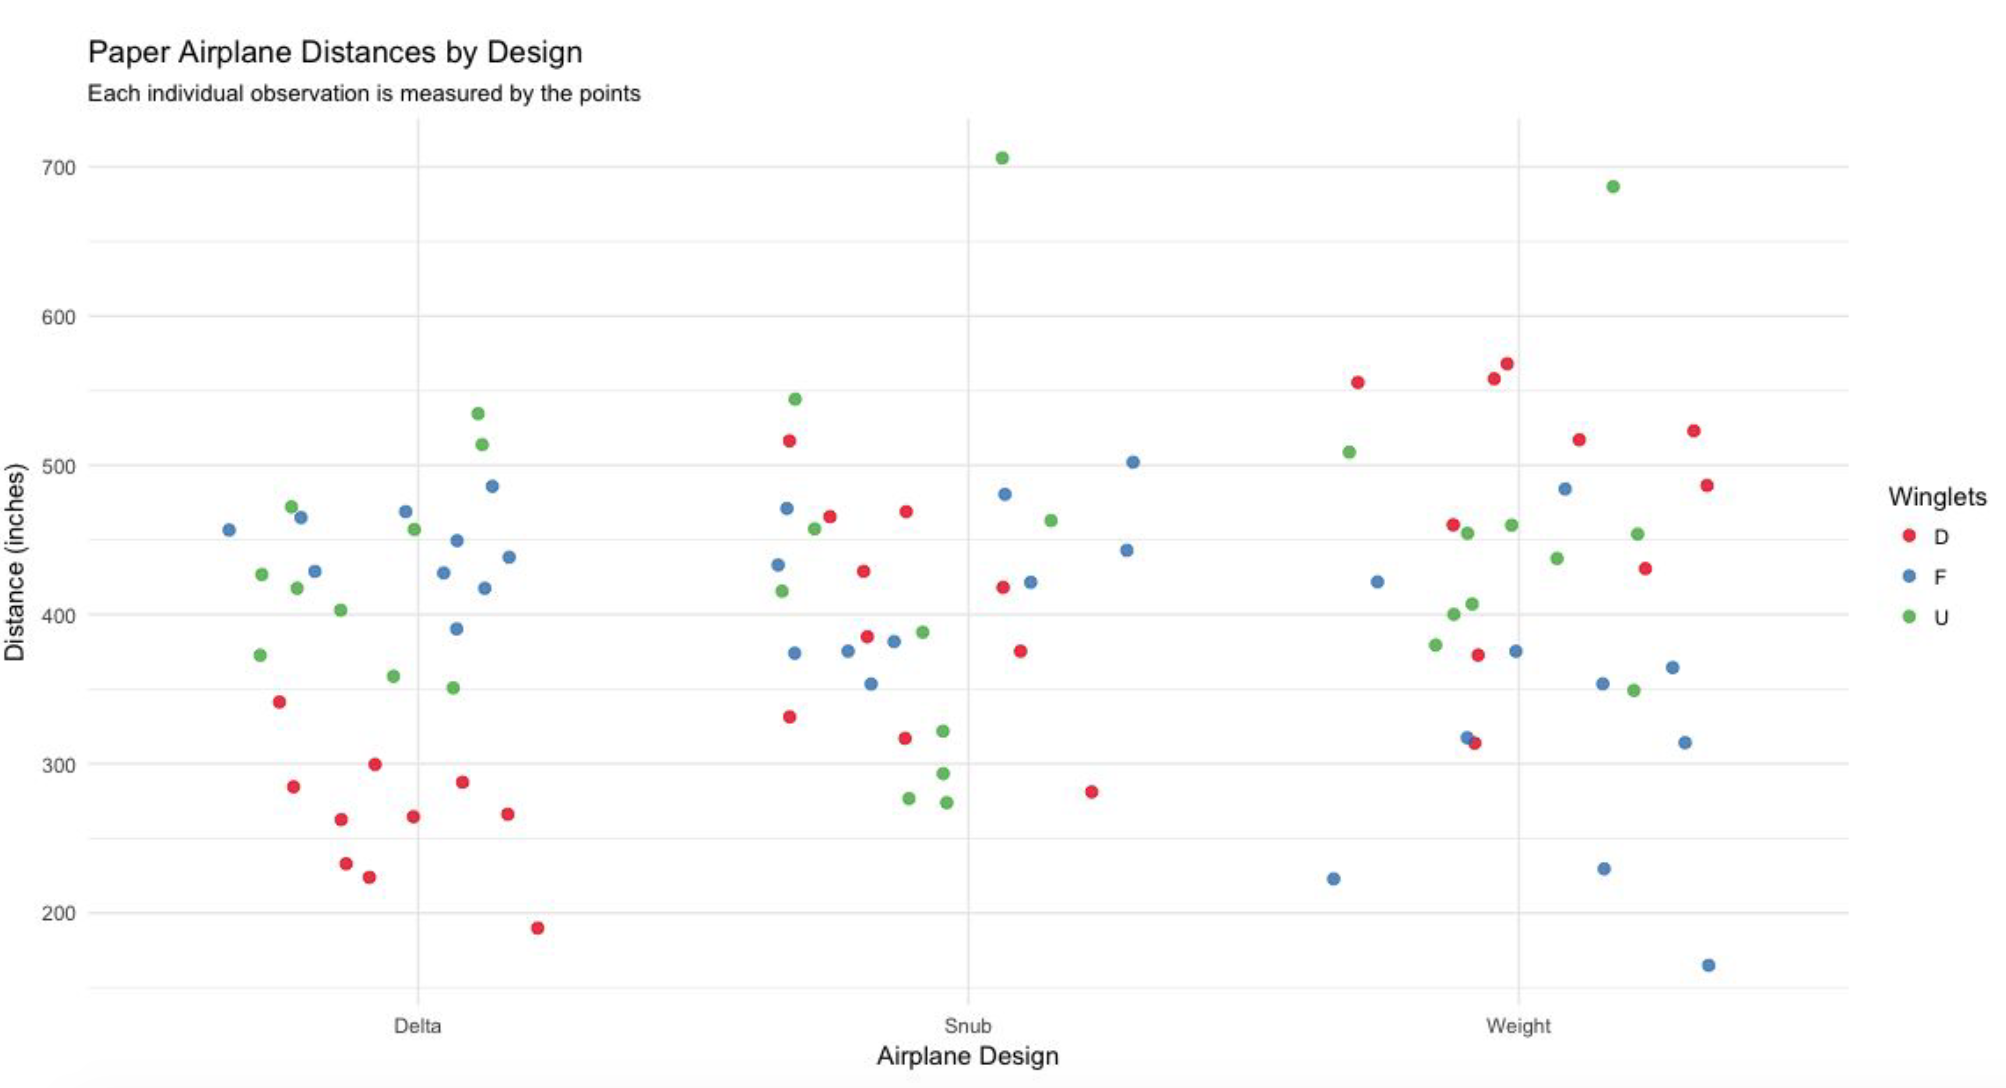 Paper Airplane Distances by Design
Each individual observation is measured by the points
700
600
500
400
300
200
Distance (inches)
Delta
Snub
Weight
Airplane Design
Winglets
D
F
U